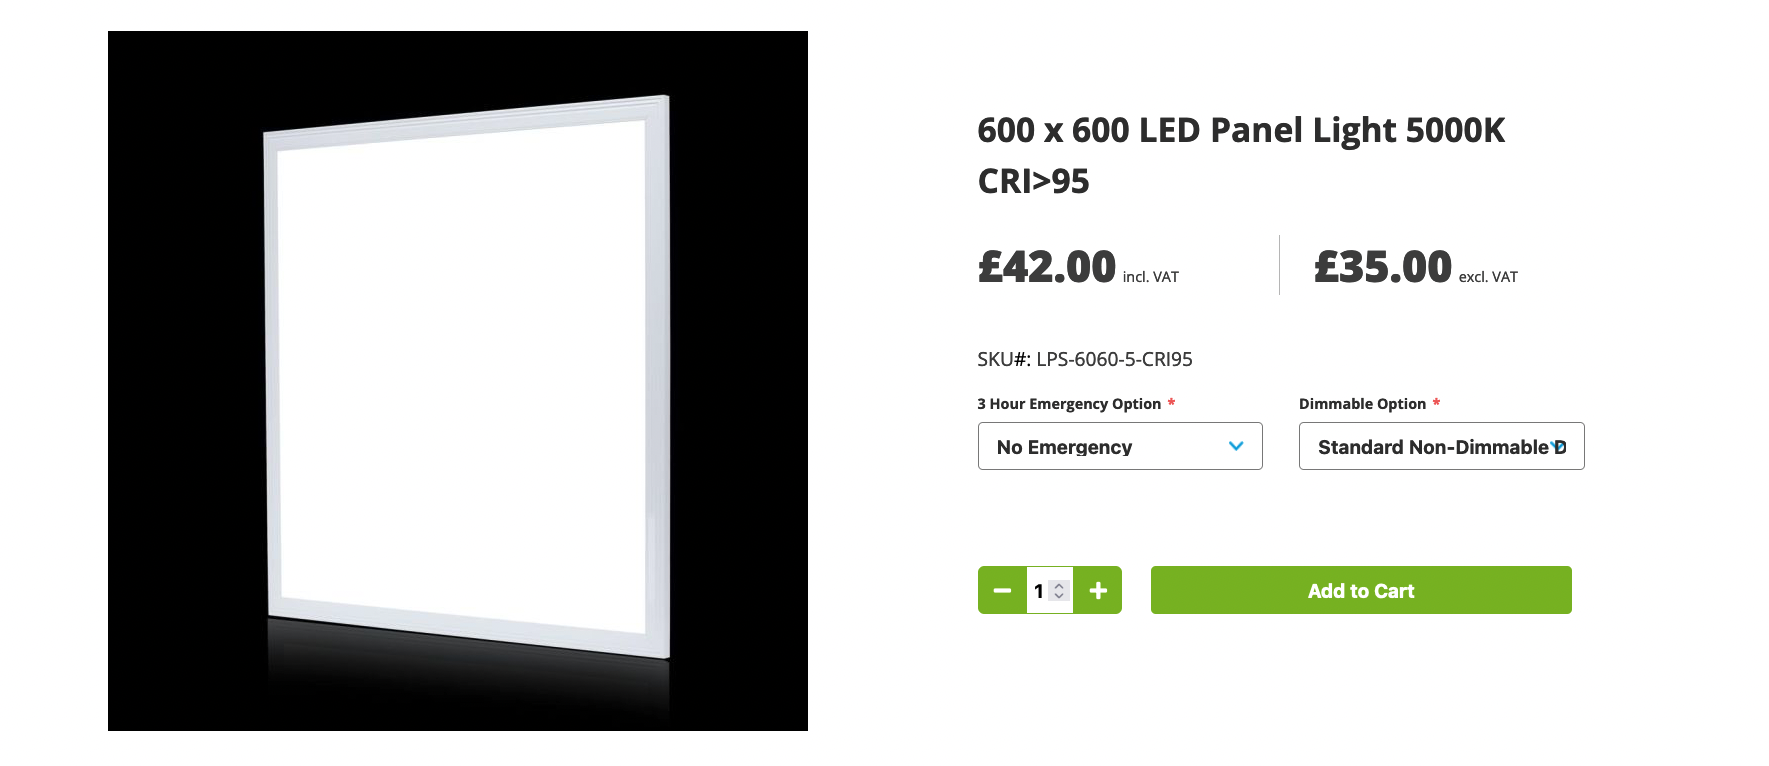 600 x 600 LED Panel Light 5000K
CRI>95
£42.00 incl. VAT
£35.00 excl. VAT
SKU#: LPS-6060-5-CRI95
3 Hour Emergency Option *
Dimmable Option *
No Emergency
Standard Non-Dimmable D
1
Add to Cart